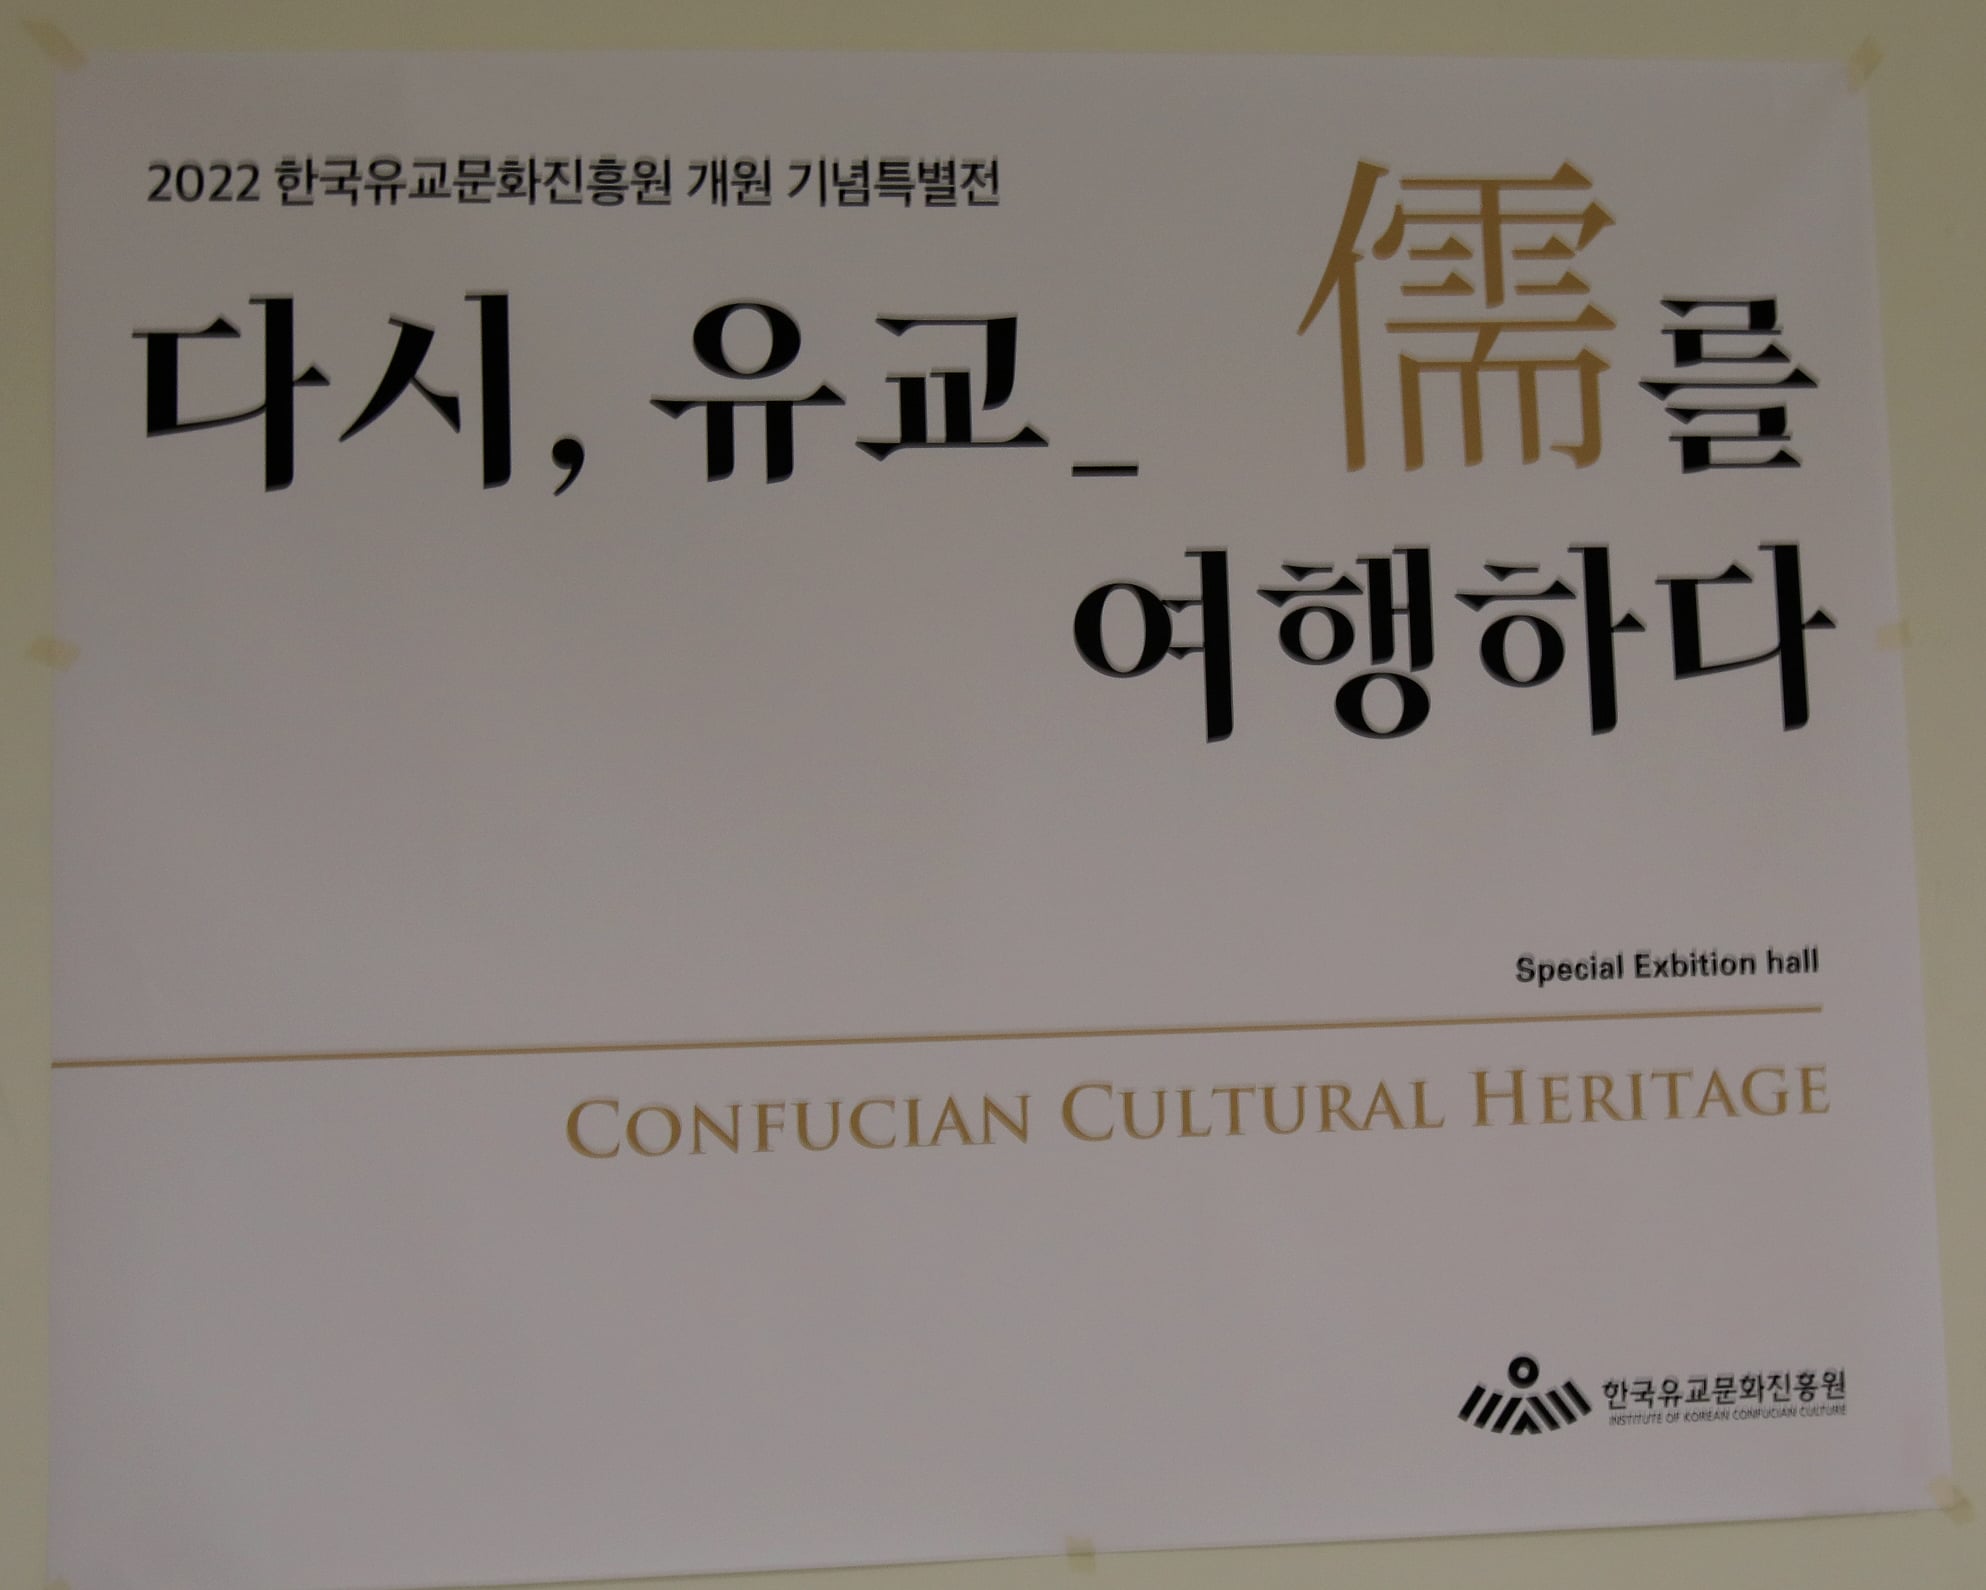 2022 한국유교문화진흥원 개원 기념특별전
다시, 유교_ 儒를
여행하다
Special Exbition hall
CONFUCIAN CULTURAL HERITAGE
한국유교문화진흥원
INSTITUTE OF KOREAN CONFUCIAN CULTURE